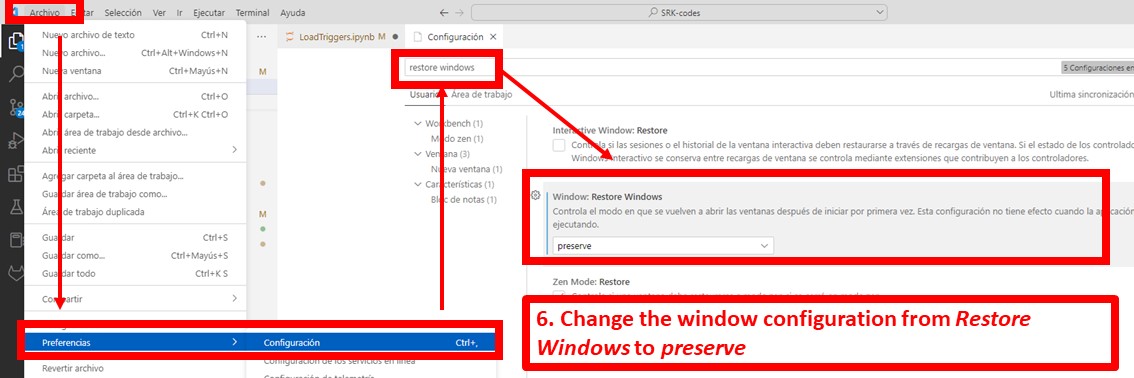 Archivo Editar Selección Ver Ir Ejecutar Terminal Ayuda
SRK-codes
Nuevo archivo de texto Ctrl+N
Nuevo archivo... Ctrl+Alt+Windows+N
Nueva ventana Ctrl+Mayús+N
Abrir archivo... Ctrl+O
Abrir carpeta... Ctrl+K Ctrl+O
Abrir área de trabajo desde archivo...
Abrir reciente
Agregar carpeta al área de trabajo...
Guardar área de trabajo como...
Área de trabajo duplicada
Guardar Ctrl+S
Guardar como... Ctrl+Mayús+S
Guardar todo Ctrl+K S
Compartir
Preferencias
Revertir archivo
Configuración Ctrl+,
Configuración de los servicios en línea
Configuración de telemetría
24
M
M
LoadTriggers.ipynb M
Configuración
restore windows
5 Configuraciones en
Usuario Área de trabajo
Ultima sincronización
Workbench (1)
Modo zen (1)
Ventana (3)
Nueva ventana (1)
Características (1)
Bloc de notas (1)
Interactive Window: Restore
Controla si las sesiones o el historial de la ventana interactiva deben restaurarse a través de recargas de ventana. Si el estado de los controlado
Windows interactivo se conserva entre recargas de ventana se controla mediante extensiones que contribuyen a los controladores.
Window: Restore Windows
Controla el modo en que se vuelven a abrir las ventanas después de iniciar por primera vez. Esta configuración no tiene efecto cuando la aplicación
ejecutando.
preserve
Zen Mode: Restore
6. Change the window configuration from Restore
Windows to preserve